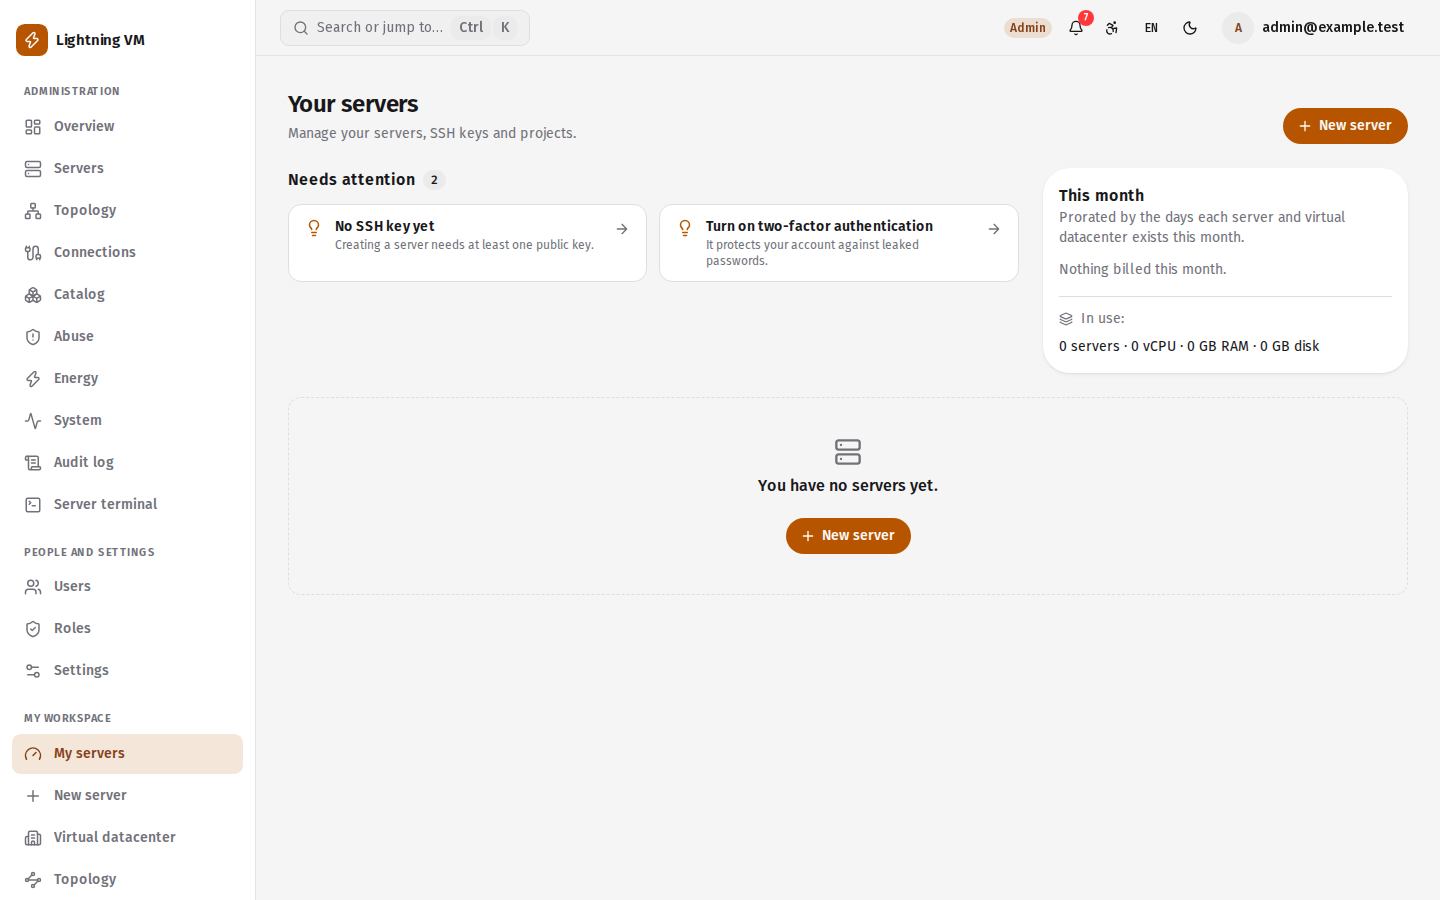 Lightning VM
Search or jump to... Ctrl K
Admin
7
EN
A
admin@example.test
ADMINISTRATION
Overview
Servers
Topology
Connections
Catalog
Abuse
Energy
System
Audit log
Server terminal
PEOPLE AND SETTINGS
Users
Roles
Settings
MY WORKSPACE
My servers
New server
Virtual datacenter
Topology
Your servers
Manage your servers, SSH keys and projects.
New server
Needs attention 2
No SSH key yet
Creating a server needs at least one public key.
Turn on two-factor authentication
It protects your account against leaked
passwords.
This month
Prorated by the days each server and virtual
datacenter exists this month.
Nothing billed this month.
In use:
0 servers · 0 vCPU · 0 GB RAM · 0 GB disk
You have no servers yet.
New server